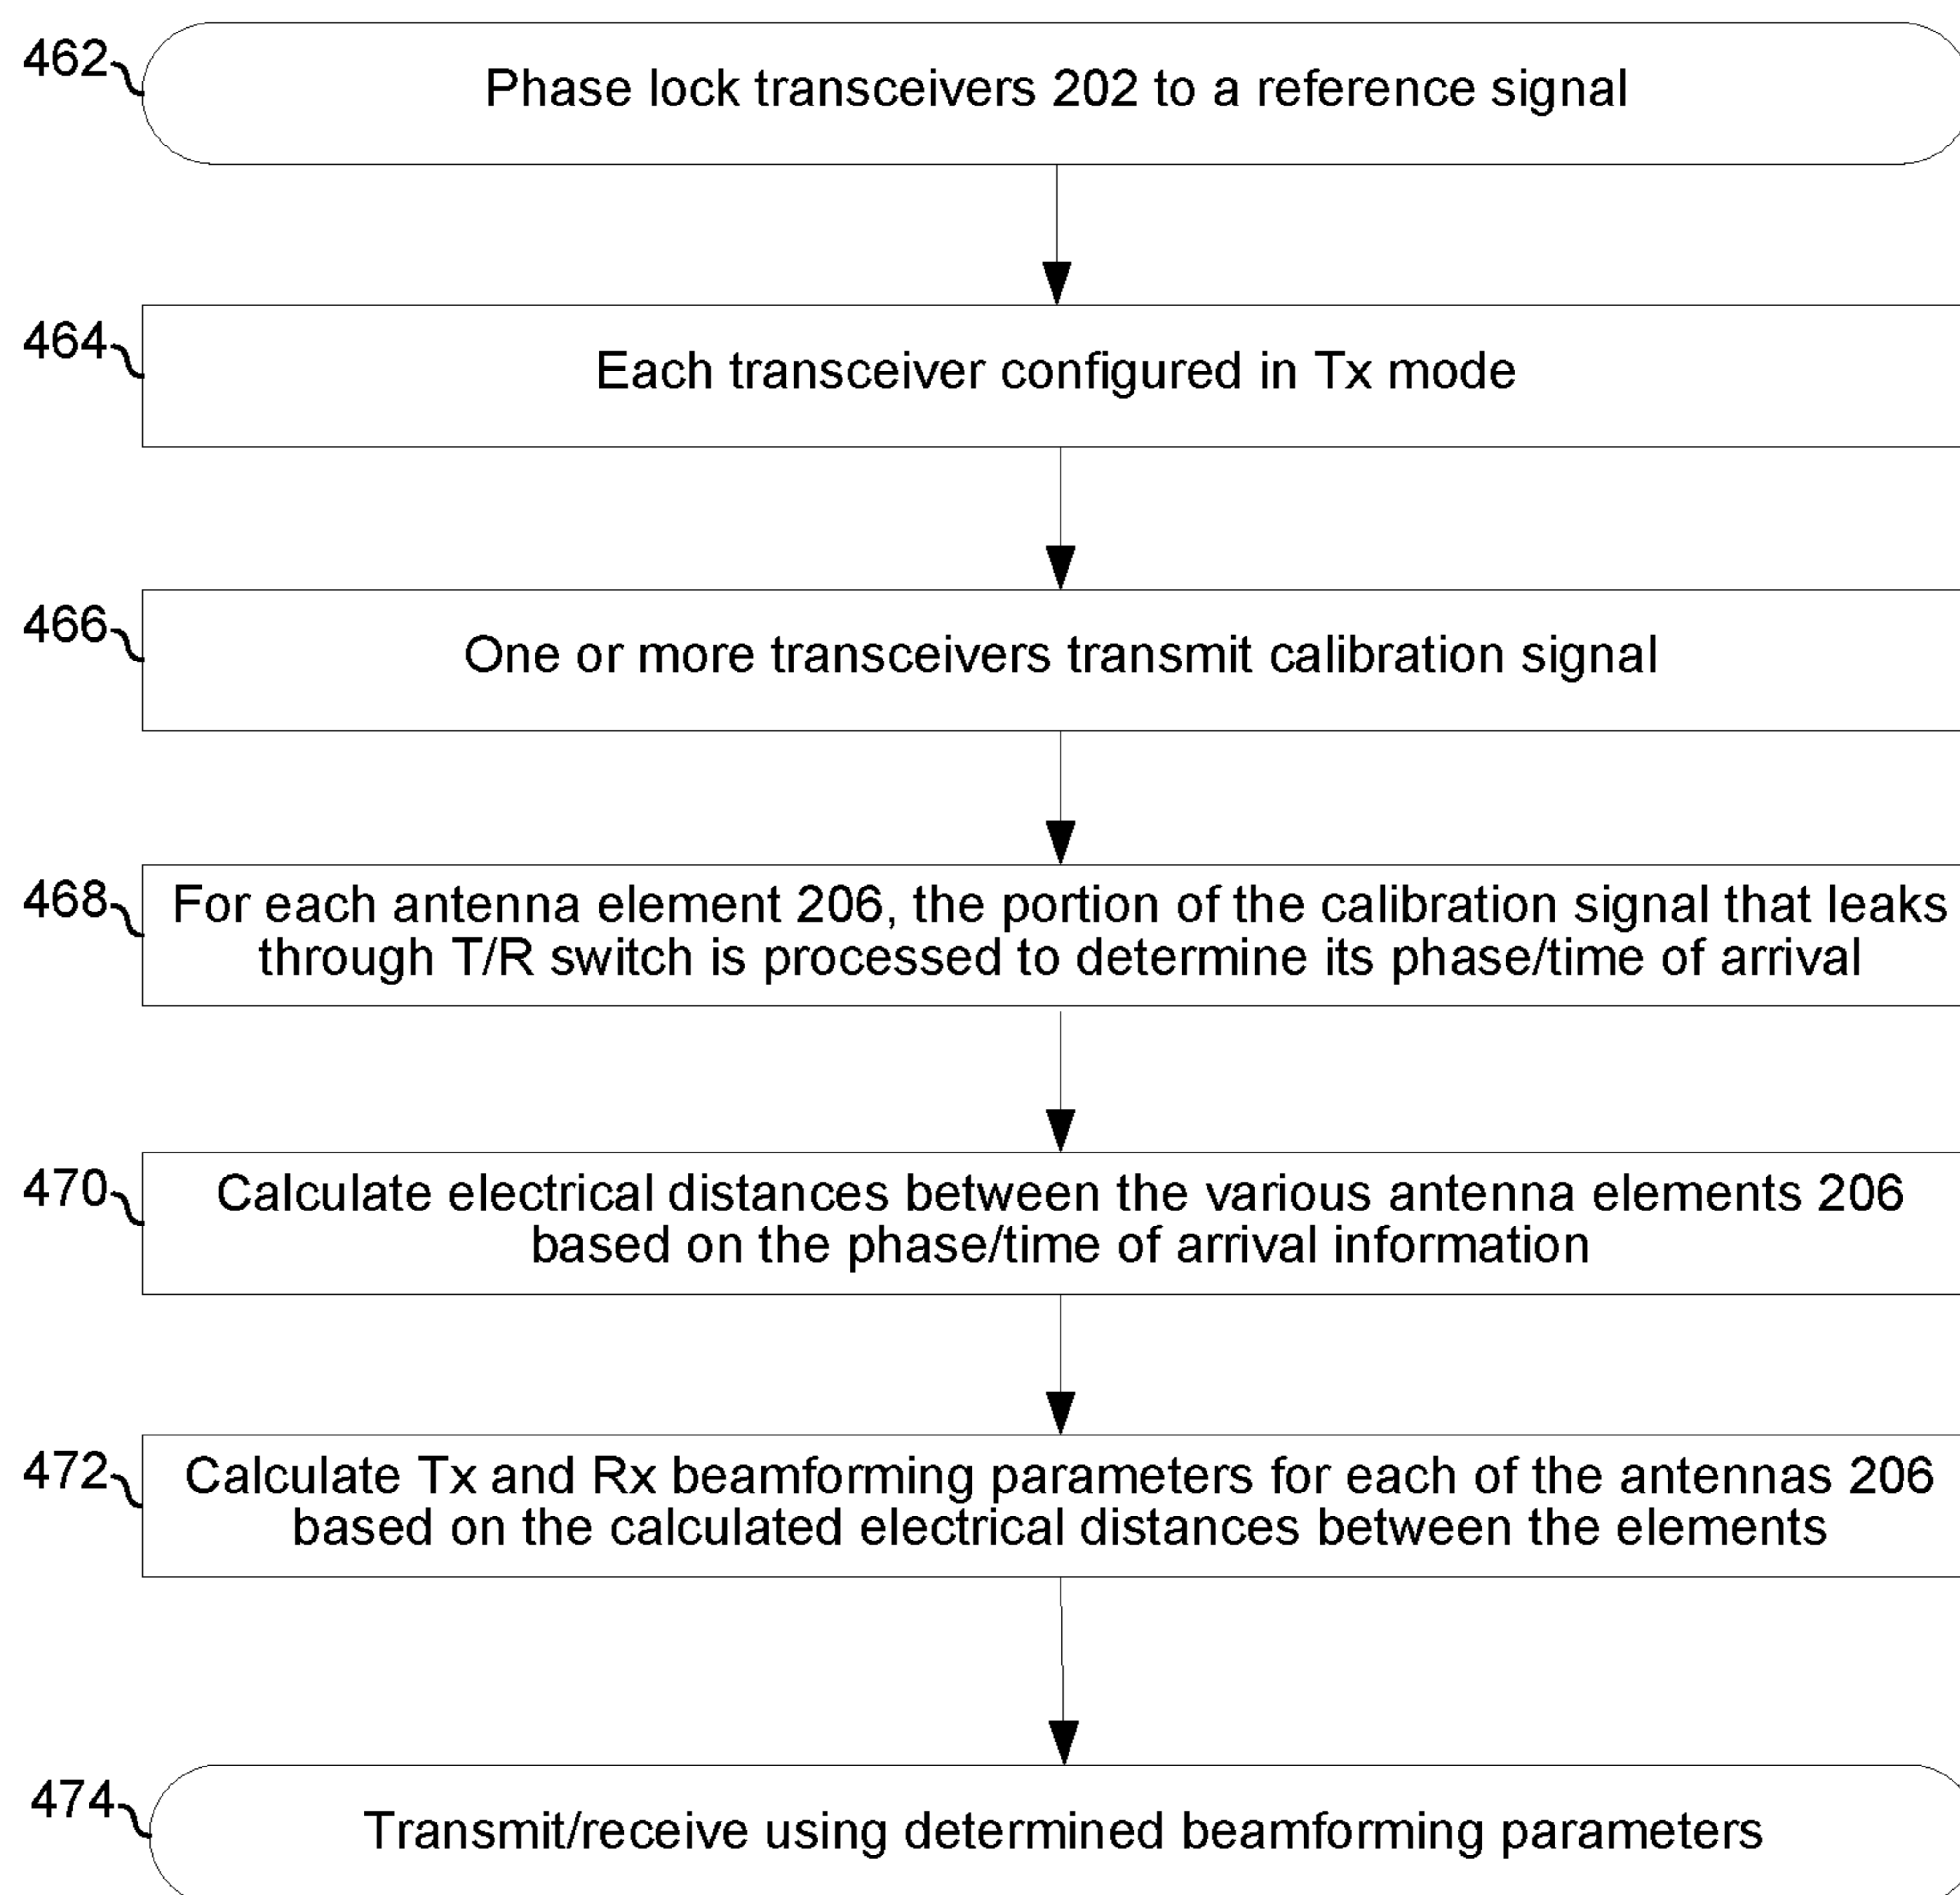 462
Phase lock transceivers 202 to a reference signal
464
Each transceiver configured in Tx mode
466
One or more transceivers transmit calibration signal
468
For each antenna element 206, the portion of the calibration signal that leaks
through T/R switch is processed to determine its phase/time of arrival
470
Calculate electrical distances between the various antenna elements 206
based on the phase/time of arrival information
472
Calculate Tx and Rx beamforming parameters for each of the antennas 206
based on the calculated electrical distances between the elements
474
Transmit/receive using determined beamforming parameters